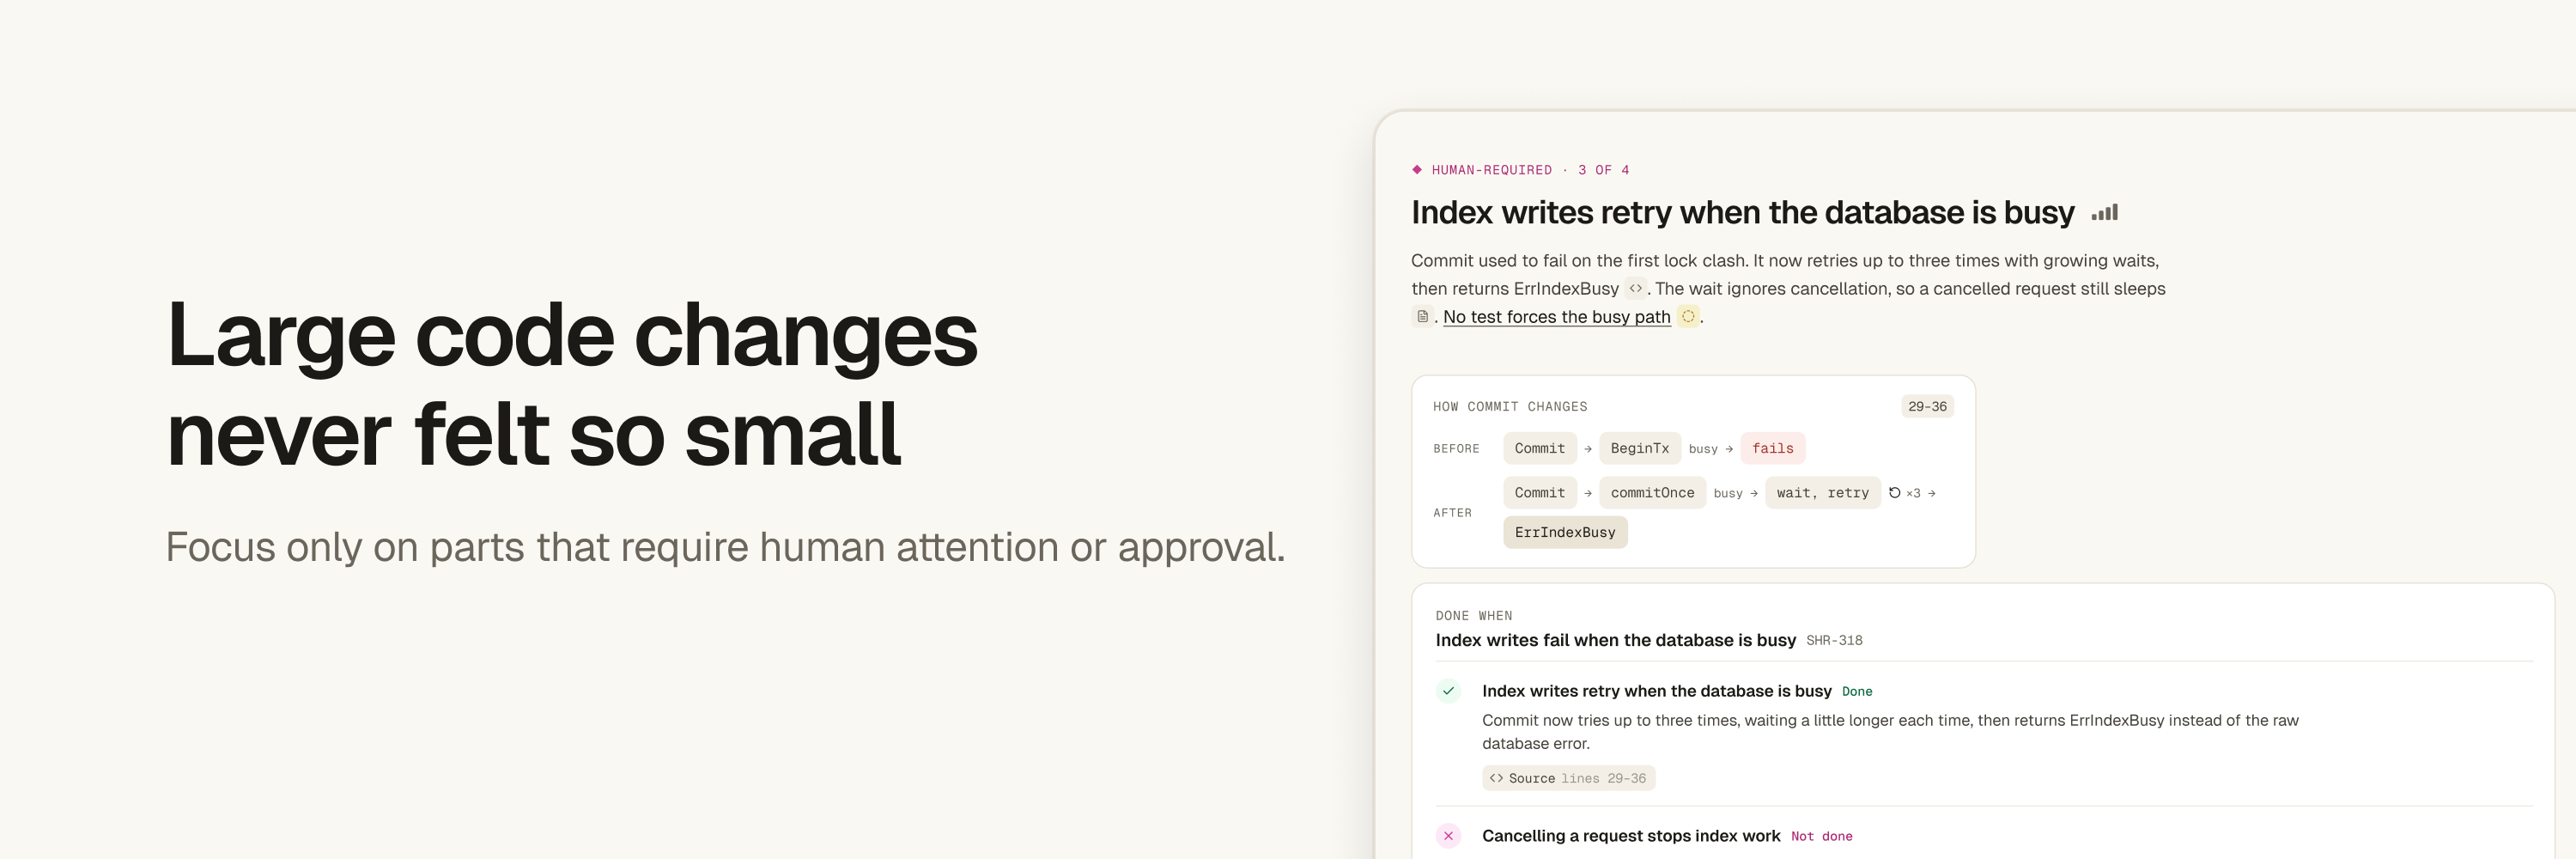 Large code changes
never felt so small
Focus only on parts that require human attention or approval.
HUMAN-REQUIRED · 3 OF 4
Index writes retry when the database is busy
Commit used to fail on the first lock clash. It now retries up to three times with growing waits,
then returns ErrIndexBusy <>. The wait ignores cancellation, so a cancelled request still sleeps
. No test forces the busy path .
HOW COMMIT CHANGES 29-36
BEFORE Commit → BeginTx busy → fails
AFTER Commit → commitOnce busy → wait, retry ×3 →
ErrIndexBusy
DONE WHEN
Index writes fail when the database is busy SHR-318
Index writes retry when the database is busy Done
Commit now tries up to three times, waiting a little longer each time, then returns ErrIndexBusy instead of the raw
database error.
<> Source lines 29-36
Cancelling a request stops index work Not done